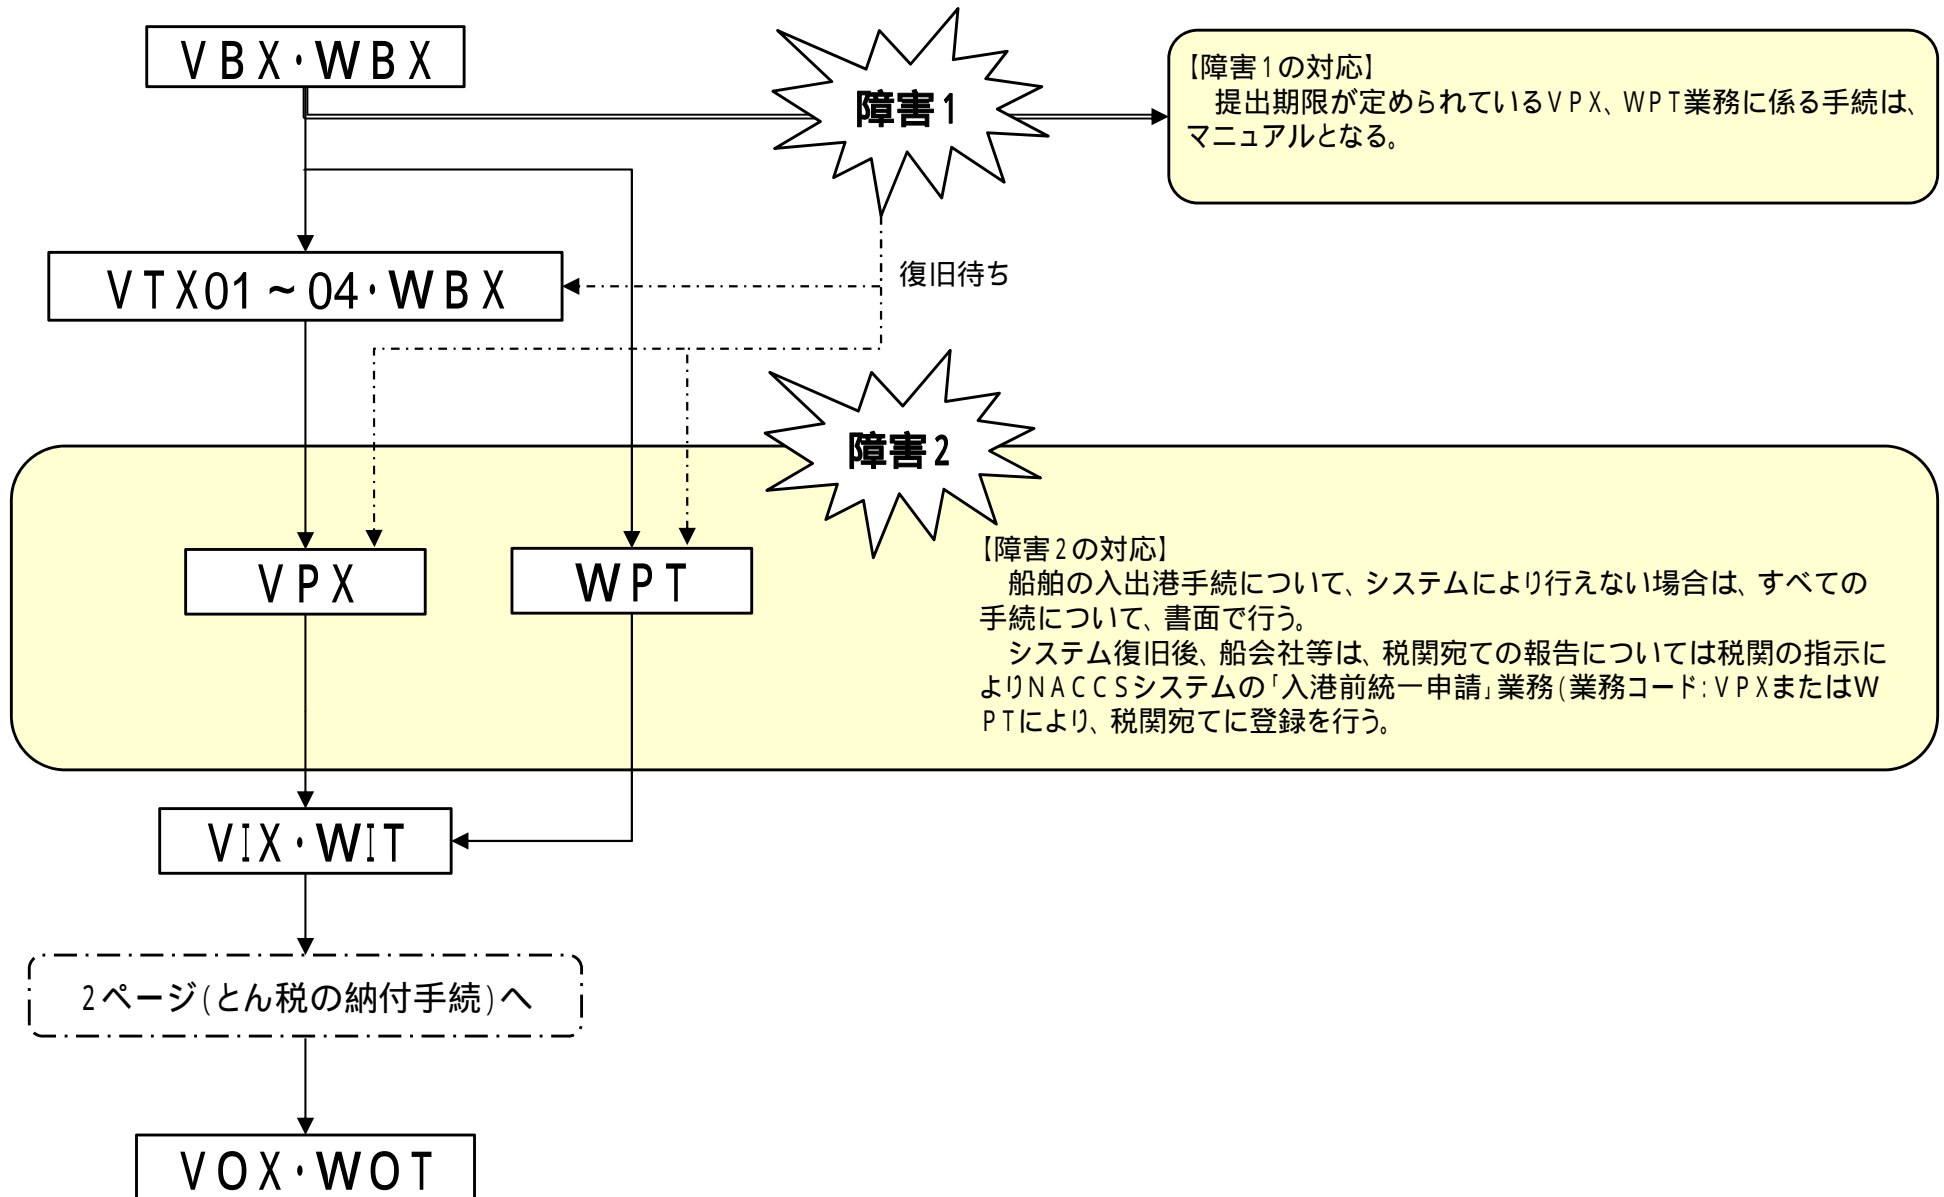 ＶＢＸ・ＷＢＸ
障害1
【障害1の対応】
　提出期限が定められているＶＰＸ、ＷＰＴ業務に係る手続は、
マニュアルとなる。
ＶＴＸ01～04・ＷＢＸ
復旧待ち
障害2
ＶＰＸ
ＷＰＴ
【障害2の対応】
　船舶の入出港手続について、システムにより行えない場合は、すべての
手続について、書面で行う。
　システム復旧後、船会社等は、税関宛ての報告については税関の指示に
よりＮＡＣＣＳシステムの「入港前統一申請」業務(業務コード：ＶＰＸまたはＷ
ＰＴにより、税関宛てに登録を行う。
ＶＩＸ・ＷＩＴ
2ページ(とん税の納付手続)へ
ＶＯＸ・ＷＯＴ